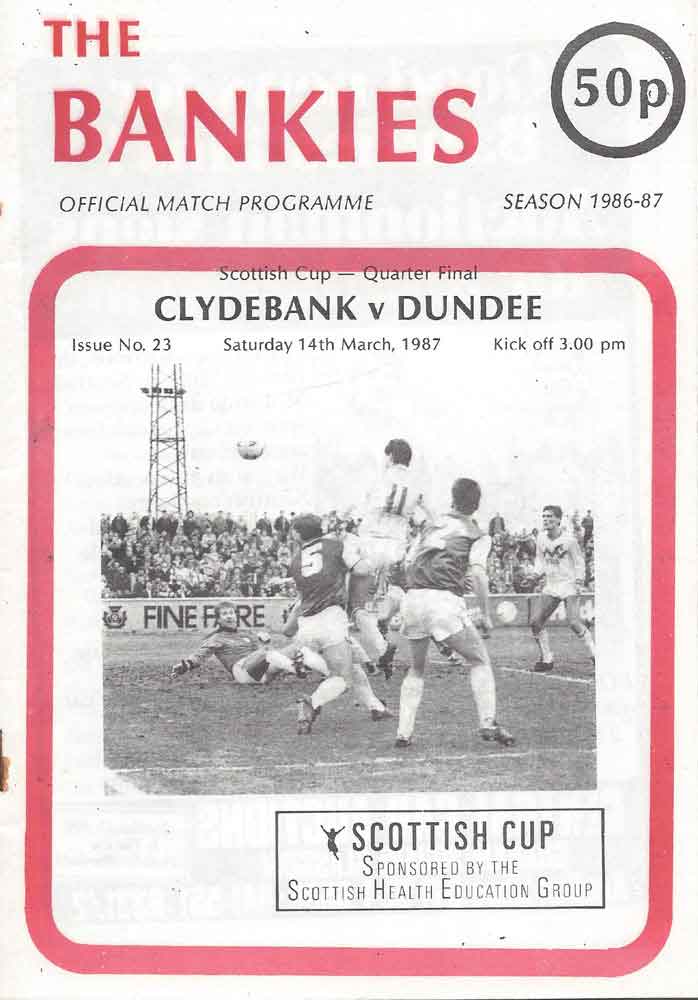 THE
BANKIES
50p
OFFICIAL MATCH PROGRAMME
SEASON 1986-87
Scottish Cup — Quarter Final
CLYDEBANK v DUNDEE
Issue No. 23
Saturday 14th March, 1987
Kick off 3.00 pm
11
5
FINE FARE
SCOTTISH CUP
SPONSORED BY THE
SCOTTISH HEALTH EDUCATION GROUP